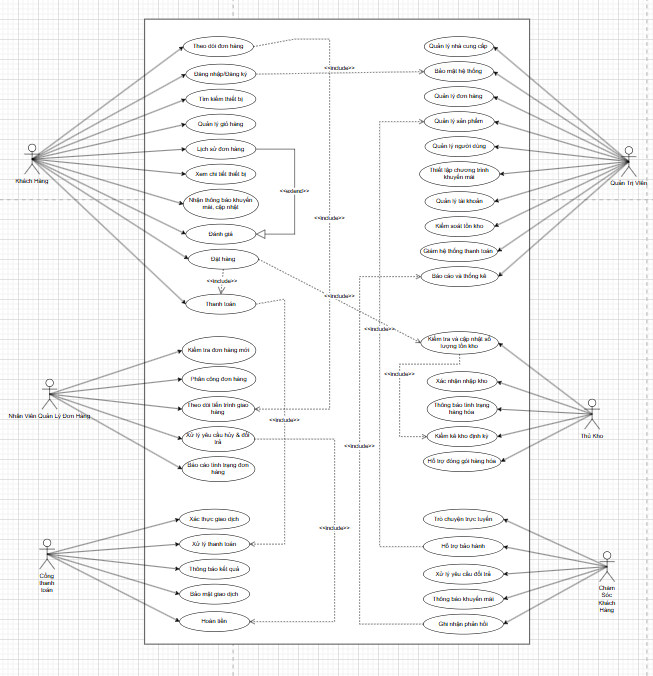 Theo dõi đơn hàng
Đăng nhập/Đăng ký
Tìm kiếm thiết bị
Quản lý giỏ hàng
Lịch sử đơn hàng
Xem chi tiết thiết bị
Nhận thông báo khuyến
mãi, cập nhật
Đánh giá
Đặt hàng
<<include>>
Thanh toán
Khách Hàng
<<include>>
<<extend>>
<<include>>
<<include>>
<<include>>
Quản lý nhà cung cấp
Bảo mật hệ thống
Quản lý đơn hàng
Quản lý sản phẩm
Quản lý người dùng
Thiết lập chương trình
khuyến mãi
Quản lý tài khoản
Kiểm soát tồn kho
Giám hệ thống thanh toán
Báo cáo và thống kê
Quản Trị Viên
Kiểm tra đơn hàng mới
Phân công đơn hàng
Theo dõi tiến trình giao
hàng
Xử lý yêu cầu hủy & đổi
trả
Báo cáo tình trạng đơn
hàng
Nhân Viên Quản Lý Đơn Hàng
<<include>>
<<include>>
<<include>>
<<include>>
Kiểm tra và cập nhật số
lượng tồn kho
Xác nhận nhập kho
Thông báo tình trạng
hàng hóa
Kiểm kê kho định kỳ
Hỗ trợ đóng gói hàng hóa
Thủ Kho
Xác thực giao dịch
Xử lý thanh toán
Thông báo kết quả
Bảo mật giao dịch
Hoàn tiền
Cổng
thanh
toán
Trò chuyện trực tuyến
Hỗ trợ bảo hành
Xử lý yêu cầu đổi trả
Thông báo khuyến mãi
Ghi nhận phản hồi
Chăm
Sóc
Khách
Hàng